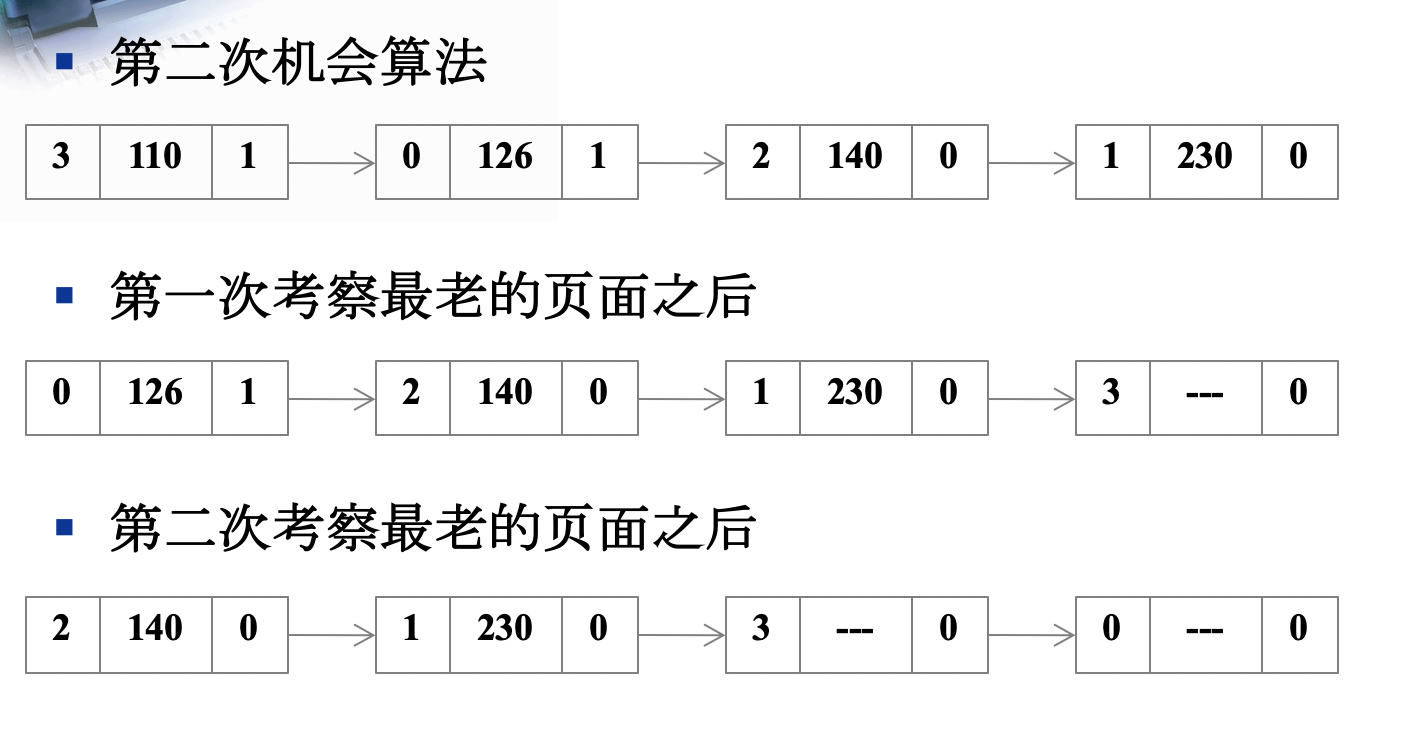 第二次机会算法
3 110 1 0 126 1 2 140 0 1 230 0
第一次考察最老的页面之后
0 126 1 2 140 0 1 230 0 3 --- 0
第二次考察最老的页面之后
2 140 0 1 230 0 3 --- 0 0 --- 0